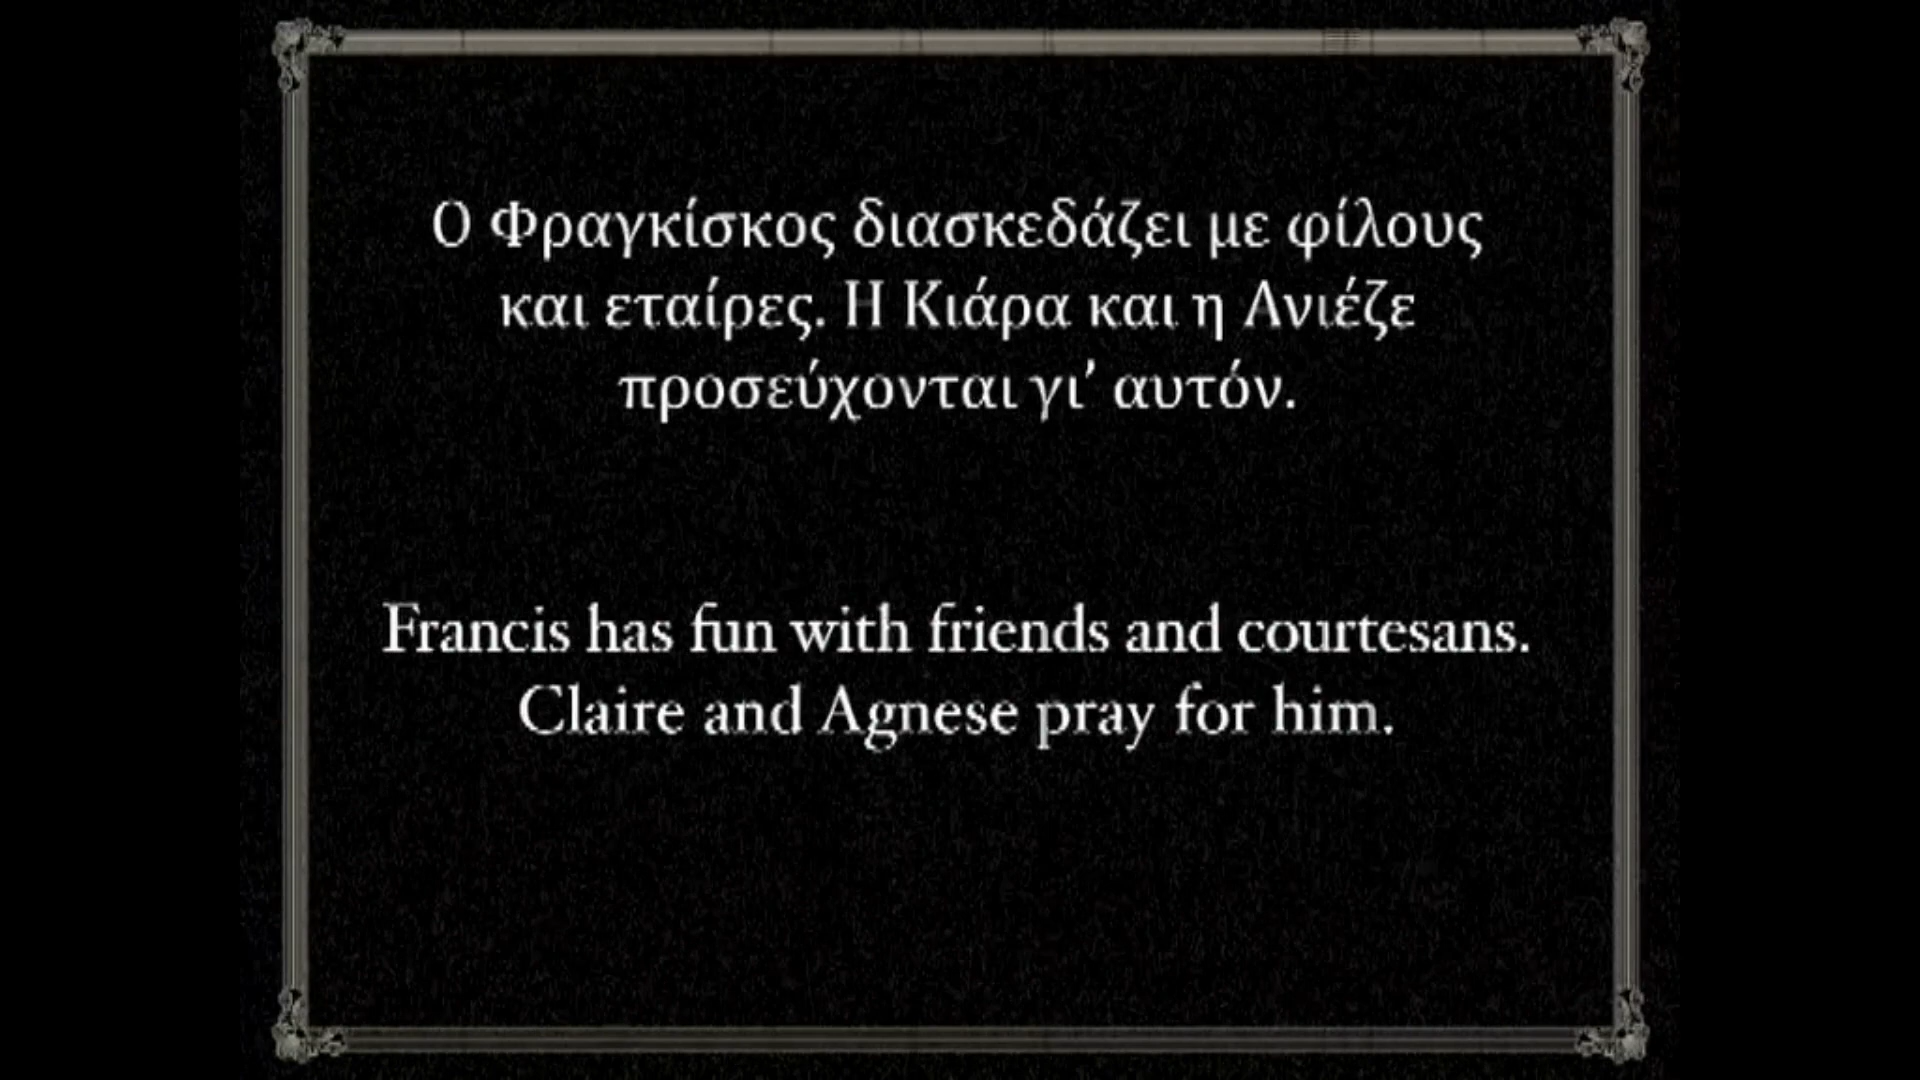 Ο Φραγκίσκος διασκεδάζει με φίλους
και εταίρες. Η Κιάρα και η Ανιέζε
προσεύχονται γι’ αυτόν.
Francis has fun with friends and courtesans.
Claire and Agnese pray for him.